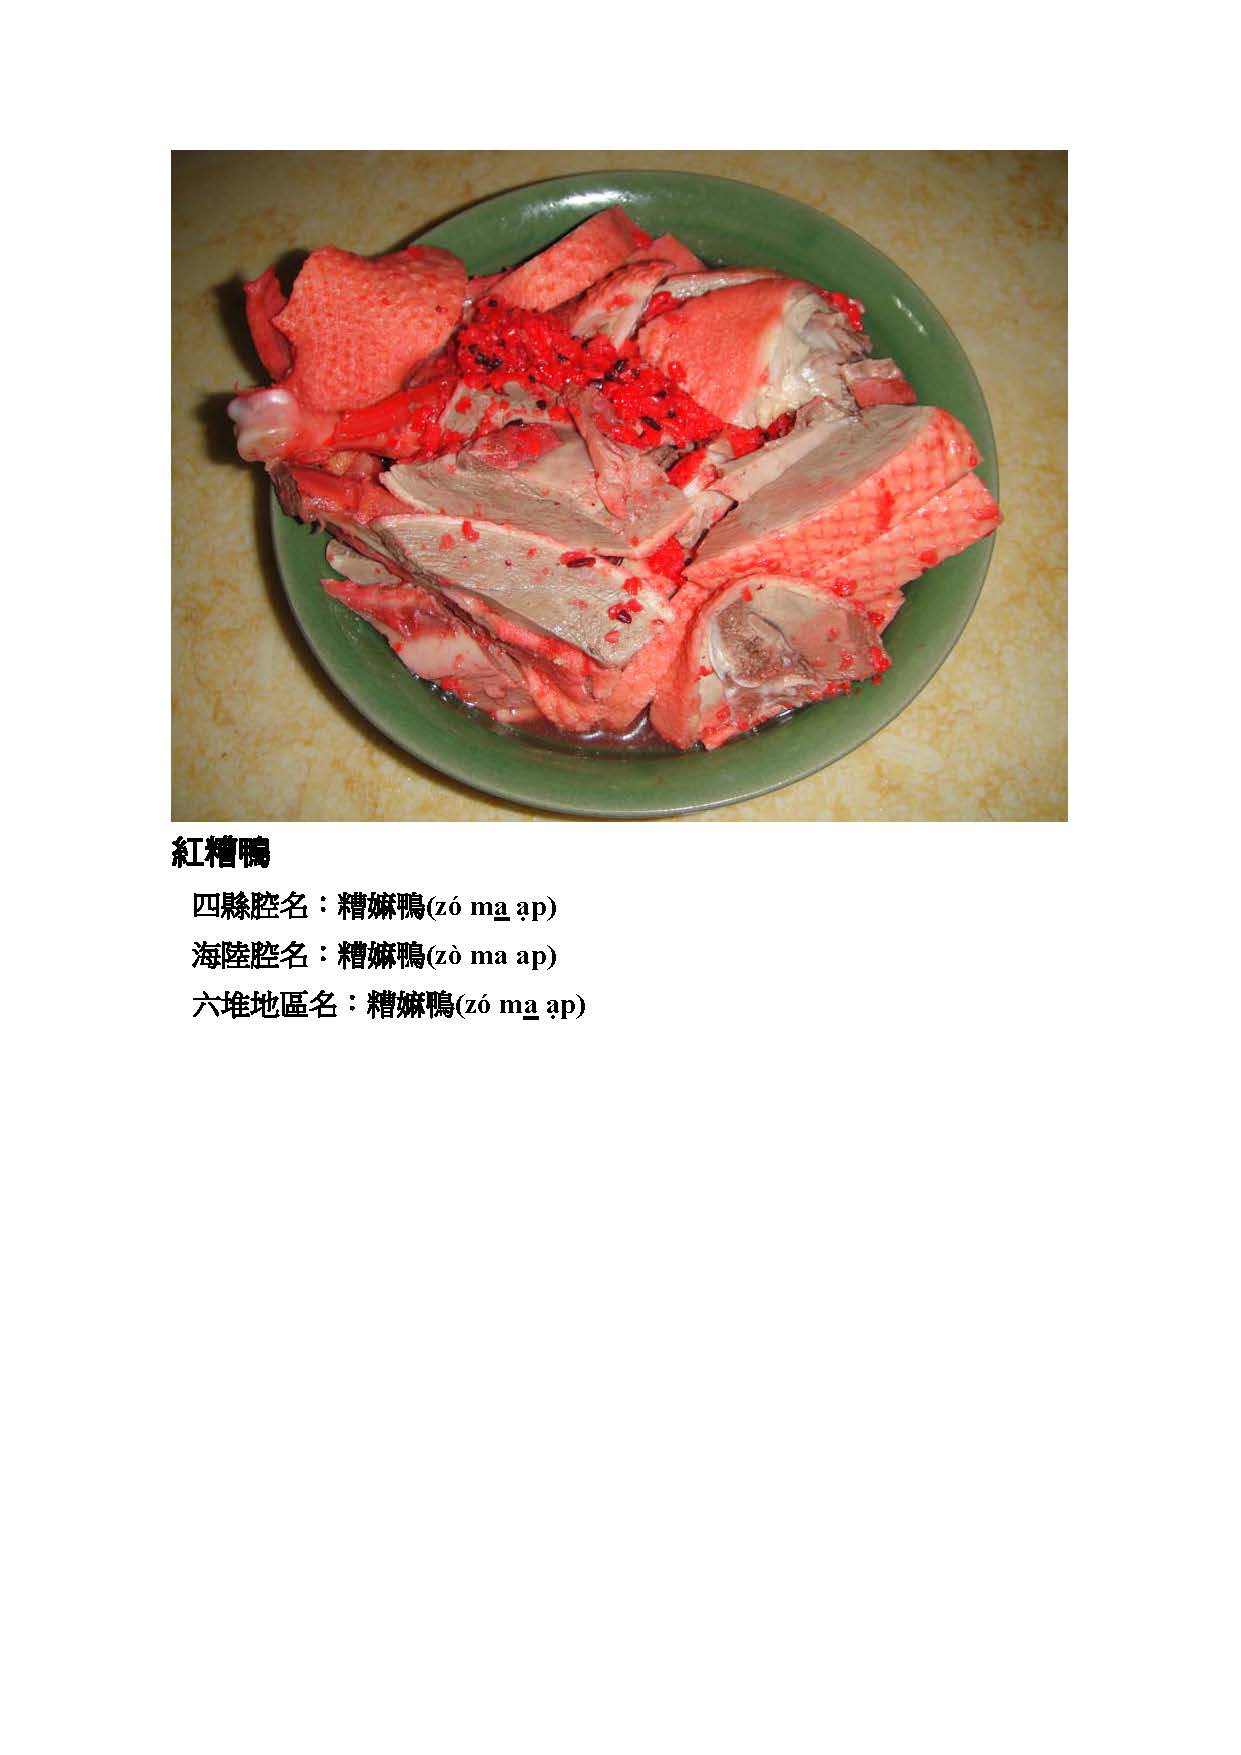 紅糟鴨
四縣腔名：糟嫲鴨(zó ma̲ ạp)
海陸腔名：糟嫲鴨(zò ma ap)
六堆地區名：糟嫲鴨(zó ma̲ ạp)